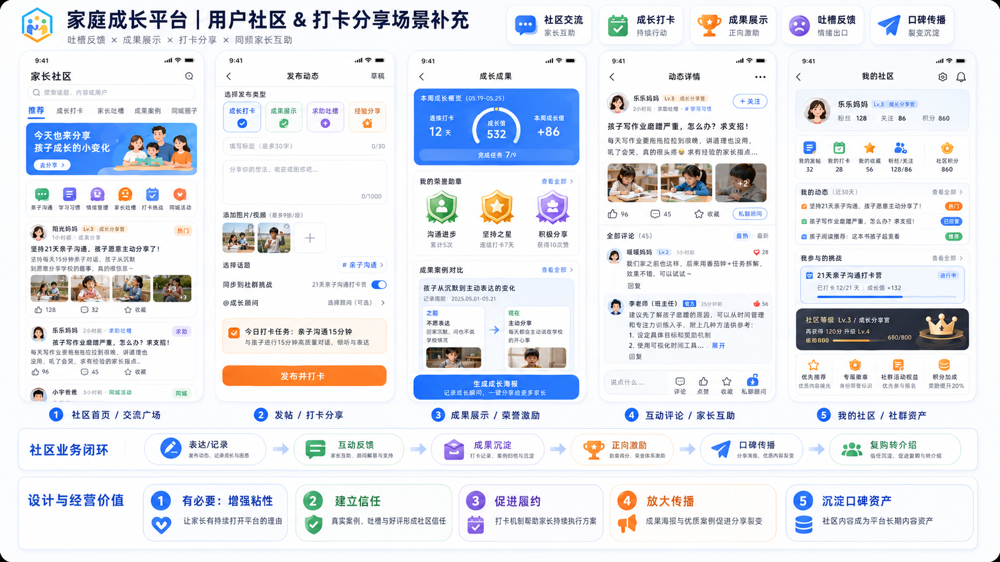 家庭成长平台｜用户社区 & 打卡分享场景补充
吐槽反馈 × 成果展示 × 打卡分享 × 同频家长互助
社区交流
家长互助
成长打卡
持续行动
成果展示
正向激励
吐槽反馈
情绪出口
口碑传播
裂变沉淀
9:41
家长社区
搜索话题、内容或用户
推荐 成长打卡 家长吐槽 成果案例 同城圈子
今天也来分享
孩子成长的小变化
去分享 >
亲子沟通 学习习惯 情绪管理 家长吐槽 打卡挑战 同城活动
阳光妈妈 Lv.3 成长分享官 热门
1小时前 · 成果分享
坚持21天亲子沟通，孩子愿意主动分享了！
坚持每天15分钟亲子对话，孩子从沉默
到愿意分享学校的趣事，真的很惊喜～
+3
+3
128 32 收藏
乐乐妈妈 2小时前 · 求助吐槽 求助
孩子写作业磨蹭严重，怎么办？求支招！
每天写作业要拖拖拉拉到很晚，讲道理也
没用，吼了会哭，求有经验的家长指点...
96 45 收藏
小宇爸爸 3小时前 · 同城活动 同城
1 社区首页 / 交流广场
9:41
发布动态 草稿
选择发布类型
成长打卡 成果展示 求助吐槽 经验分享
填写标题（最多30字） 0/30
分享你的想法、收获或困惑吧...
0/1000
添加图片/视频（最多9张/段）
选择话题 # 亲子沟通 >
同步到社群挑战 21天亲子沟通打卡营
@成长顾问 选择顾问（可选） >
今日打卡任务：亲子沟通15分钟
与孩子进行15分钟高质量对话，倾听与表达
发布并打卡
2 发帖 / 打卡分享
9:41
成长成果
本周成长（05.19-05.25）
连续打卡 成长值 本周成长值
12 天 532 +86
完成任务 7/9
我的荣誉勋章 查看全部 >
沟通进步 坚持之星 积极分享
累计5次 连续打卡7天 获得10次赞
成果案例对比 查看全部 >
孩子从沉默到主动表达的变化
记录周期：2025.05.01-05.21
之前 现在
不愿表达 主动分享
回家沉默，问也不说 每天都会主动说在学校
学校情况 的开心事
生成成长海报
记录成长瞬间，一键分享给更多家长
3 成果展示 / 荣誉激励
9:41
动态详情
乐乐妈妈 Lv.3 成长分享官 + 关注
2小时前 · 求助吐槽 · # 学习习惯
孩子写作业磨蹭严重，怎么办？求支招！
每天写作业要拖拖拉拉到很晚，讲道理也没用，
吼了会哭，真的很头疼 求有经验的家长指点...
+2
96 45 收藏 私聊顾问
全部评论（45） 最热 最新
暖暖妈妈 Lv.2 1小时前 28
我们家之前也这样，后来用番茄钟+任务拆解，
效果不错，可以试试～
回复
李老师（班主任） 官方 25分钟前 56
建议先了解孩子磨蹭的原因，可以从时间管理
和专注力训练入手，附上几种方法供参考：
1. 设定具体目标和奖励机制
2. 使用可视化时间工具... . 展开
回复
说点什么... 评论 点赞 收藏 私聊顾问
4 互动评论 / 家长互助
9:41
我的社区
乐乐妈妈 Lv.3 成长分享官
粉丝 128 关注 86 积分 860
我的发帖 我的打卡 我的收藏 粉丝/关注 社区积分
32 28 56 128/86 860
我的动态（近30天） 查看全部 >
坚持21天亲子沟通，孩子愿意主动分享了！ 热门
孩子写作业磨蹭严重，怎么办？求支招！ 已回复
孩子阅读推荐：这本书孩子超爱看 推荐
我参与的挑战 查看全部 >
21天亲子沟通打卡营 进行中
已打卡 12/21 天 | 成长值 +132
社区等级 Lv.3 / 成长分享官
再获得 120分 升级 Lv.4
680/800
优先推荐 专属徽章 社群活动权益 积分加成
优质内容曝光 身份荣誉标识 优先参与报名 奖励提升20%
5 我的社区 / 社群资产
社区业务闭环
表达/记录
发布动态、记录成长与困惑
互动反馈
家长互助、顾问解答与支持
成果沉淀
打卡记录、案例归档与沉淀
正向激励
勋章得分、荣誉体系激励
口碑传播
分享海报、优质内容裂变
复购转介绍
信任沉淀、促进复购与转介绍
设计与经营价值
1 有必要：增强粘性
让家长有持续打开平台的理由
2 建立信任
真实案例、吐槽与好评形成社区信任
3 促进履约
打卡机制帮助家长持续执行方案
4 放大传播
成果海报与优质案例促进分享裂变
5 沉淀口碑资产
社区内容成为平台长期内容资产